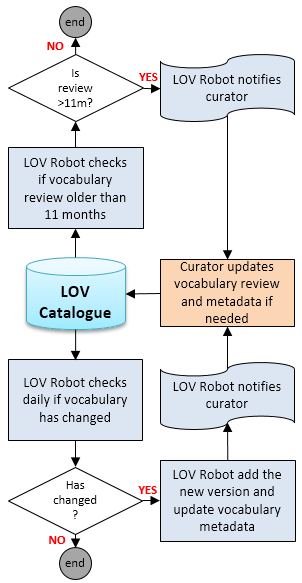 end
NO
Is
review
>11m?
YES
LOV Robot notifies
curator
LOV Robot checks
if vocabulary
review older than
11 months
LOV
Catalogue
Curator updates
vocabulary review
and metadata if
needed
LOV Robot checks
daily if vocabulary
has changed
LOV Robot notifies
curator
Has
changed
?
YES
LOV Robot add the
new version and
update vocabulary
metadata
NO
end